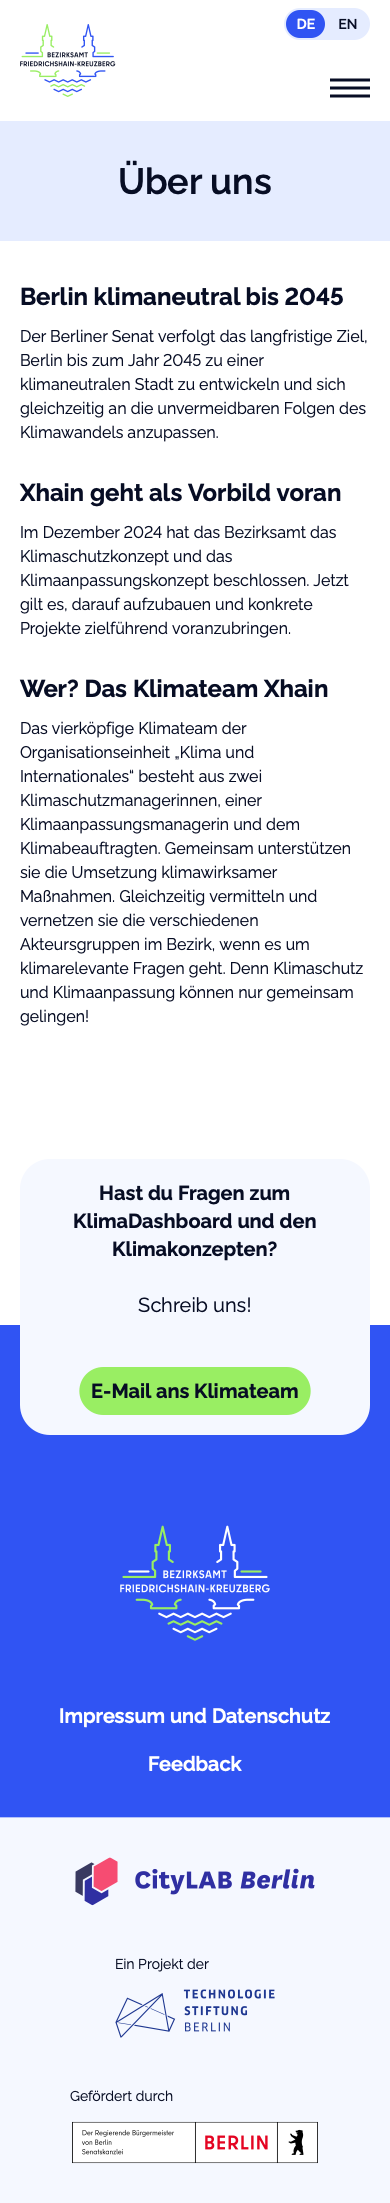 DE EN
BEZIRKSAMT
FRIEDRICHSHAIN-KREUZBERG
Über uns
Berlin klimaneutral bis 2045
Der Berliner Senat verfolgt das langfristige Ziel,
Berlin bis zum Jahr 2045 zu einer
klimaneutralen Stadt zu entwickeln und sich
gleichzeitig an die unvermeidbaren Folgen des
Klimawandels anzupassen.
Xhain geht als Vorbild voran
Im Dezember 2024 hat das Bezirksamt das
Klimaschutzkonzept und das
Klimaanpassungskonzept beschlossen. Jetzt
gilt es, darauf aufzubauen und konkrete
Projekte zielführend voranzubringen.
Wer? Das Klimateam Xhain
Das vierköpfige Klimateam der
Organisationseinheit „Klima und
Internationales“ besteht aus zwei
Klimaschutzmanagerinnen, einer
Klimaanpassungsmanagerin und dem
Klimabeauftragten. Gemeinsam unterstützen
sie die Umsetzung klimawirksamer
Maßnahmen. Gleichzeitig vermitteln und
vernetzen sie die verschiedenen
Akteursgruppen im Bezirk, wenn es um
klimarelevante Fragen geht. Denn Klimaschutz
und Klimaanpassung können nur gemeinsam
gelingen!
Hast du Fragen zum
KlimaDashboard und den
Klimakonzepten?
Schreib uns!
E-Mail ans Klimateam
BEZIRKSAMT
FRIEDRICHSHAIN-KREUZBERG
Impressum und Datenschutz
Feedback
CityLAB Berlin
Ein Projekt der
TECHNOLOGIE
STIFTUNG
BERLIN
Gefördert durch
Der Regierende Bürgermeister
von Berlin
Senatskanzlei
BERLIN